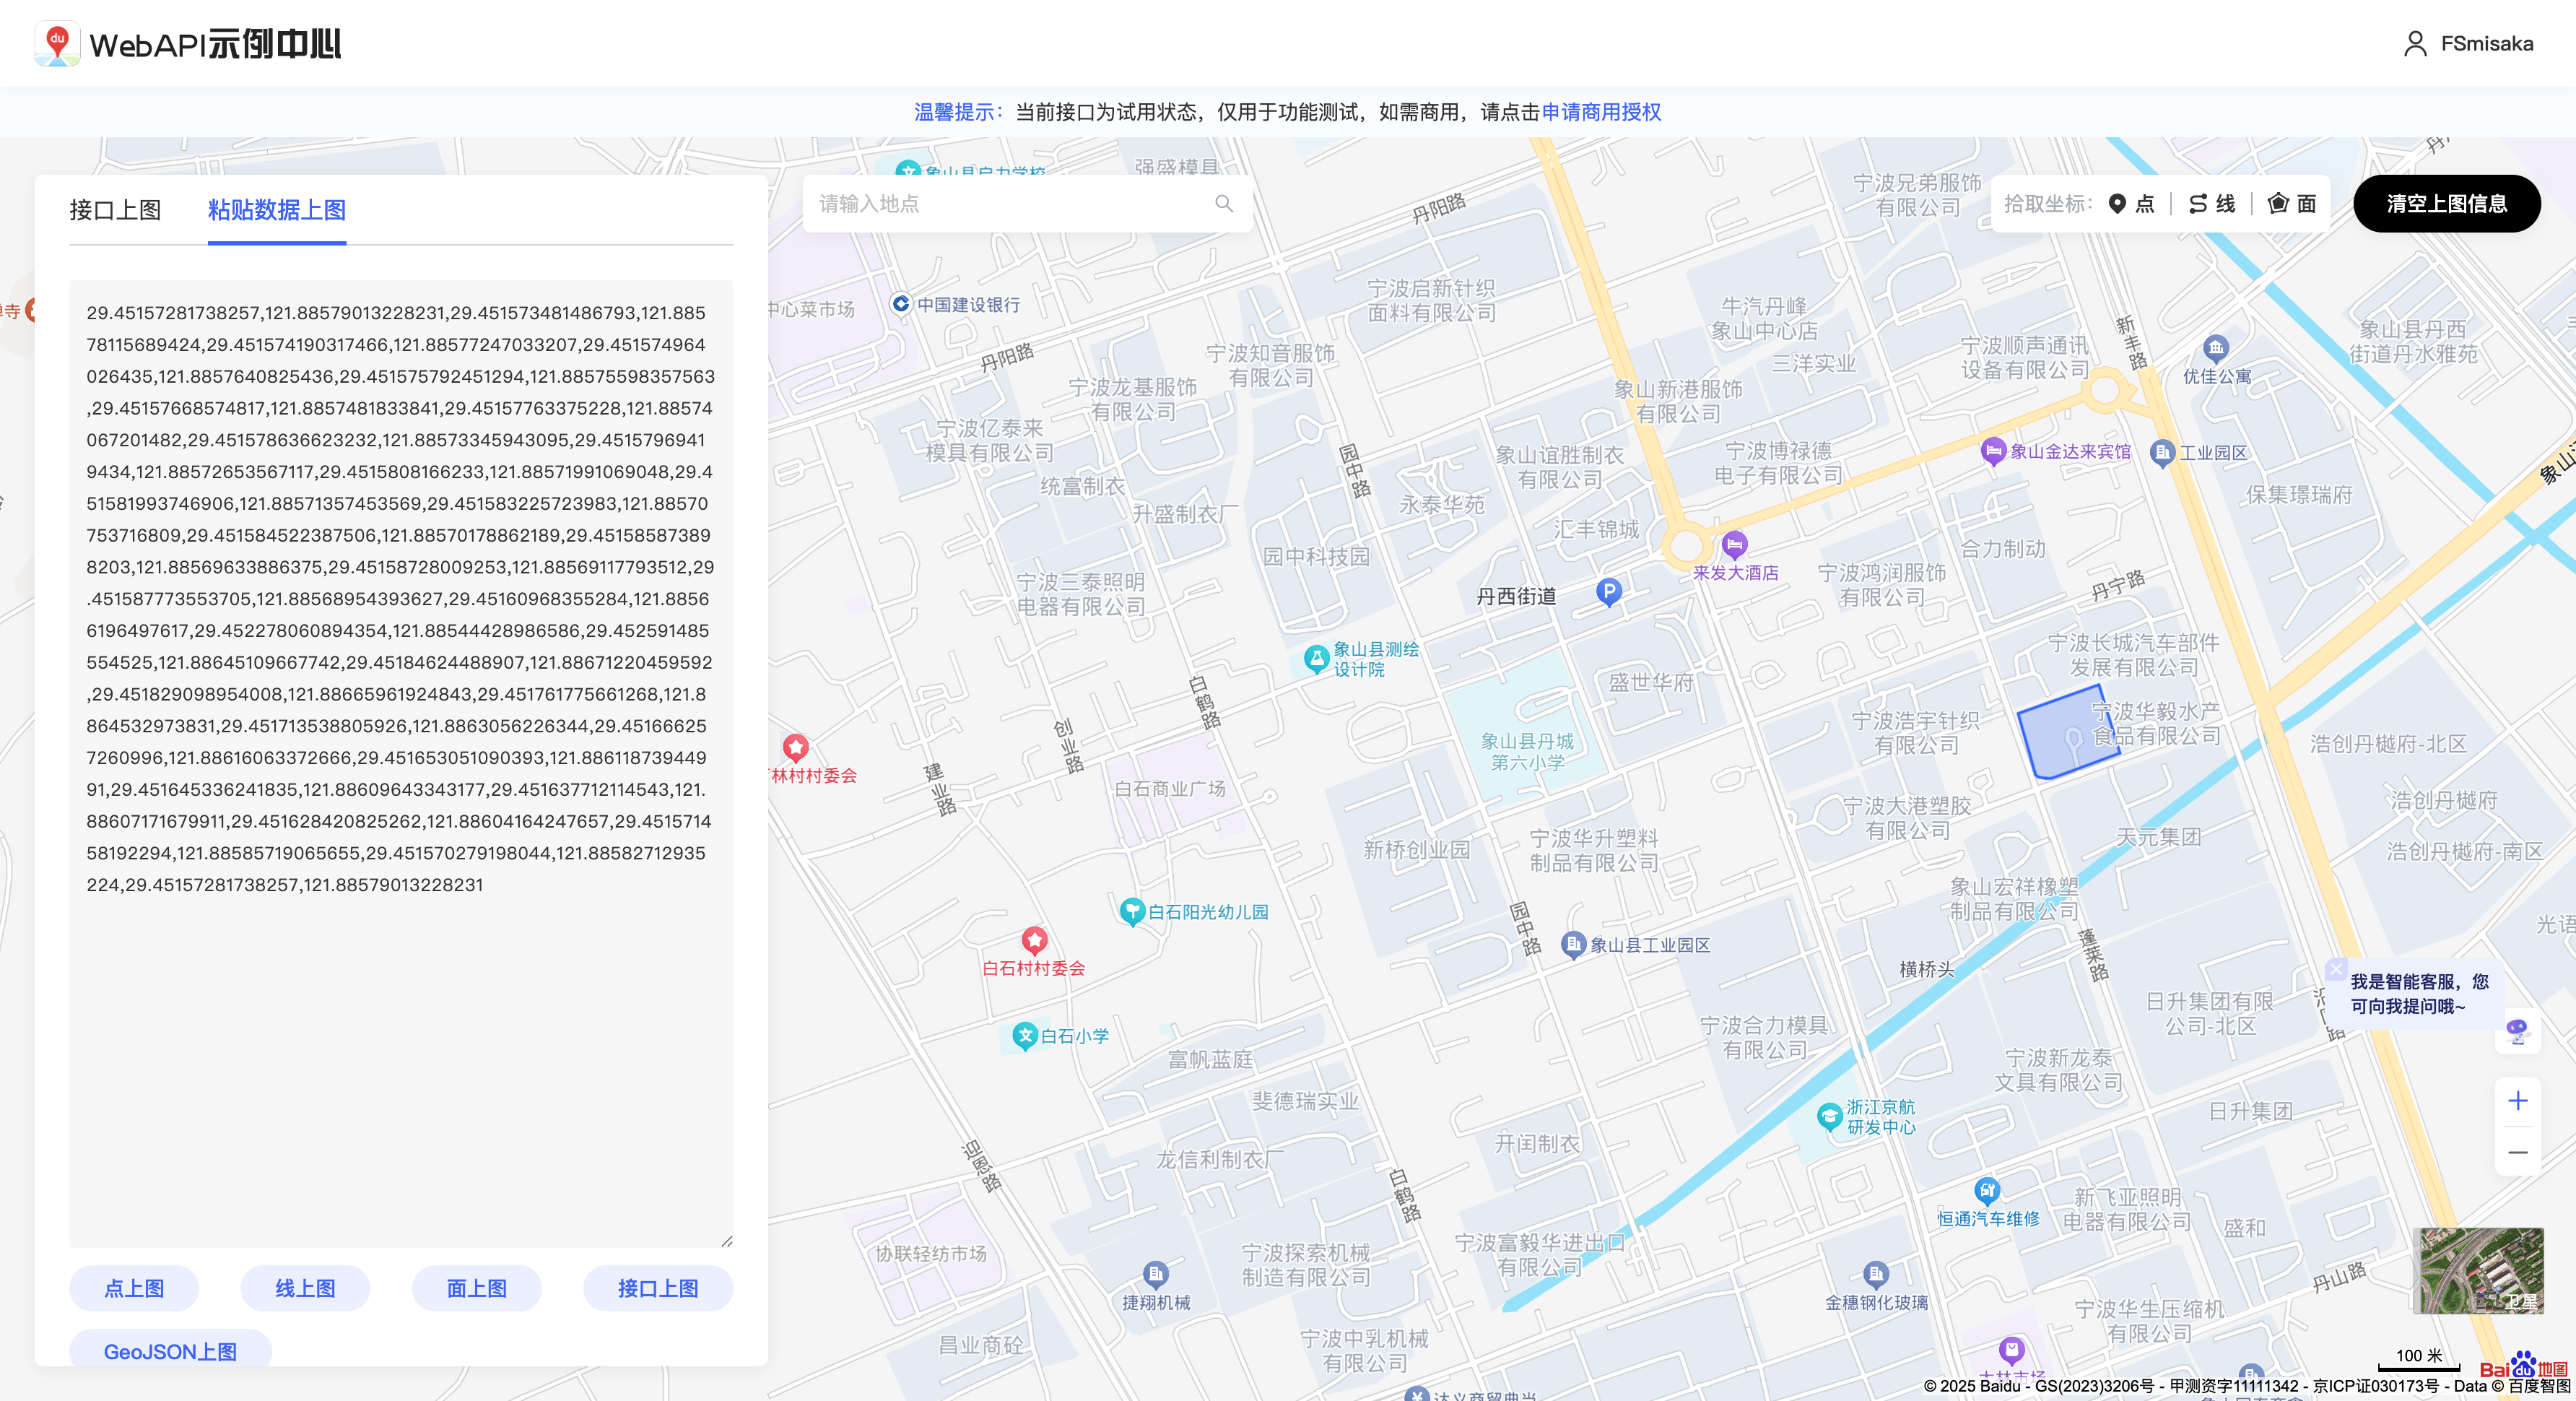 du WebAPI示例中心
FSmisaka
温馨提示：当前接口为试用状态，仅用于功能测试，如需商用，请点击申请商用授权
接口上图
粘贴数据上图
29.45157281738257,121.88579013228231,29.451573481486793,121.885
78115689424,29.451574190317466,121.88577247033207,29.451574964
026435,121.8857640825436,29.451575792451294,121.88575598357563
,29.45157668574817,121.8857481833841,29.45157763375228,121.88574
067201482,29.451578636623232,121.88573345943095,29.4515796941
9434,121.88572653567117,29.4515808166233,121.88571991069048,29.4
51581993746906,121.88571357453569,29.451583225723983,121.88570
753716809,29.451584522387506,121.88570178862189,29.45158587389
8203,121.88569633886375,29.45158728009253,121.88569117793512,29
.451587773553705,121.88568954393627,29.45160968355284,121.8856
6196497617,29.452278060894354,121.88544428986586,29.452591485
554525,121.88645109667742,29.45184624488907,121.88671220459592
,29.451829098954008,121.88665961924843,29.451761775661268,121.8
864532973831,29.451713538805926,121.8863056226344,29.45166625
7260996,121.88616063372666,29.451653051090393,121.886118739449
91,29.451645336241835,121.88609643343177,29.451637712114543,121.
88607171679911,29.451628420825262,121.88604164247657,29.4515714
58192294,121.88585719065655,29.451570279198044,121.88582712935
224,29.45157281738257,121.88579013228231
点上图
线上图
面上图
接口上图
GeoJSON上图
请输入地点
拾取坐标：
点
线
面
清空上图信息
象山县启力学校
强盛模具
丹阳路
宁波兄弟服饰
有限公司
中心菜市场
中国建设银行
丹阳路
宁波启新针织
面料有限公司
牛汽丹峰
象山中心店
三洋实业
宁波顺声通讯
设备有限公司
新丰路
优佳公寓
象山县丹西
街道丹水雅苑
宁波知音服饰
有限公司
宁波龙基服饰
有限公司
象山新港服饰
有限公司
宁波亿泰来
模具有限公司
统富制衣
升盛制衣厂
园中路
永泰华苑
象山谊胜制衣
有限公司
宁波博禄德
电子有限公司
象山金达来宾馆
工业园区
保集璟瑞府
汇丰锦城
园中科技园
来发大酒店
合力制动
宁波鸿润服饰
有限公司
丹宁路
宁波三泰照明
电器有限公司
丹西街道
P
象山县测绘
设计院
宁波长城汽车部件
发展有限公司
盛世华府
白鹤路
创业路
建业路
象山县丹城
第六小学
宁波浩宇针织
有限公司
宁波华毅水产
食品有限公司
浩创丹樾府-北区
林村村委会
白石商业广场
宁波大港塑胶
有限公司
浩创丹樾府
天元集团
浩创丹樾府-南区
新桥创业园
宁波华升塑料
制品有限公司
象山宏祥橡塑
制品有限公司
白石阳光幼儿园
白石村村委会
园中路
象山县工业园区
横桥头
蓬莱路
光语
我是智能客服，您
可向我提问哦~
日升集团有限
公司-北区
白石小学
富帆蓝庭
宁波合力模具
有限公司
宁波新龙泰
文具有限公司
斐德瑞实业
浙江京航
研发中心
日升集团
开闰制衣
龙信利制衣厂
迎恩路
白鹤路
恒通汽车维修
新飞亚照明
电器有限公司
盛和
协联轻纺市场
宁波探索机械
制造有限公司
宁波富毅华进出口
有限公司
捷翔机械
金穗钢化玻璃
丹山路
卫星
宁波华生压缩机
有限公司
昌业商砼
宁波中乳机械
有限公司
100 米
Bai du 地图
© 2025 Baidu - GS(2023)3206号 - 甲测资字11111342 - 京ICP证030173号 - Data © 百度智图